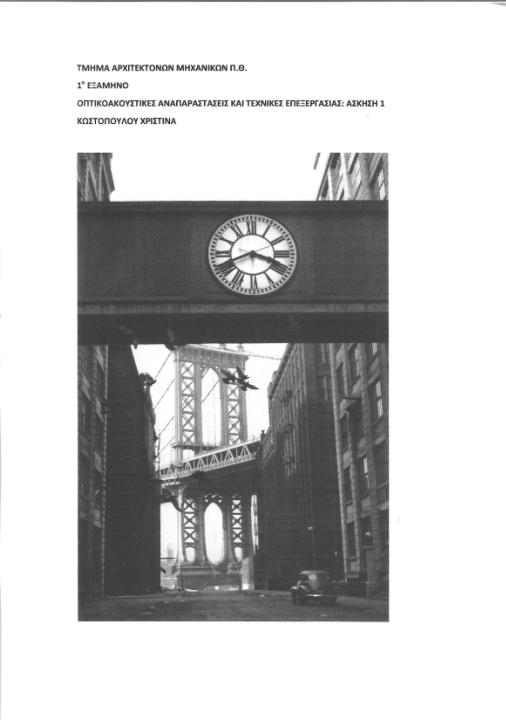 ΤΜΗΜΑ ΑΡΧΙΤΕΚΤΟΝΩΝ ΜΗΧΑΝΙΚΩΝ Π.Θ.
1ο ΕΞΑΜΗΝΟ
ΟΠΤΙΚΟΑΚΟΥΣΤΙΚΕΣ ΑΝΑΠΑΡΑΣΤΑΣΕΙΣ ΚΑΙ ΤΕΧΝΙΚΕΣ ΕΠΕΞΕΡΓΑΣΙΑΣ: ΑΣΚΗΣΗ 1
ΚΩΣΤΟΠΟΥΛΟΥ ΧΡΙΣΤΙΝΑ